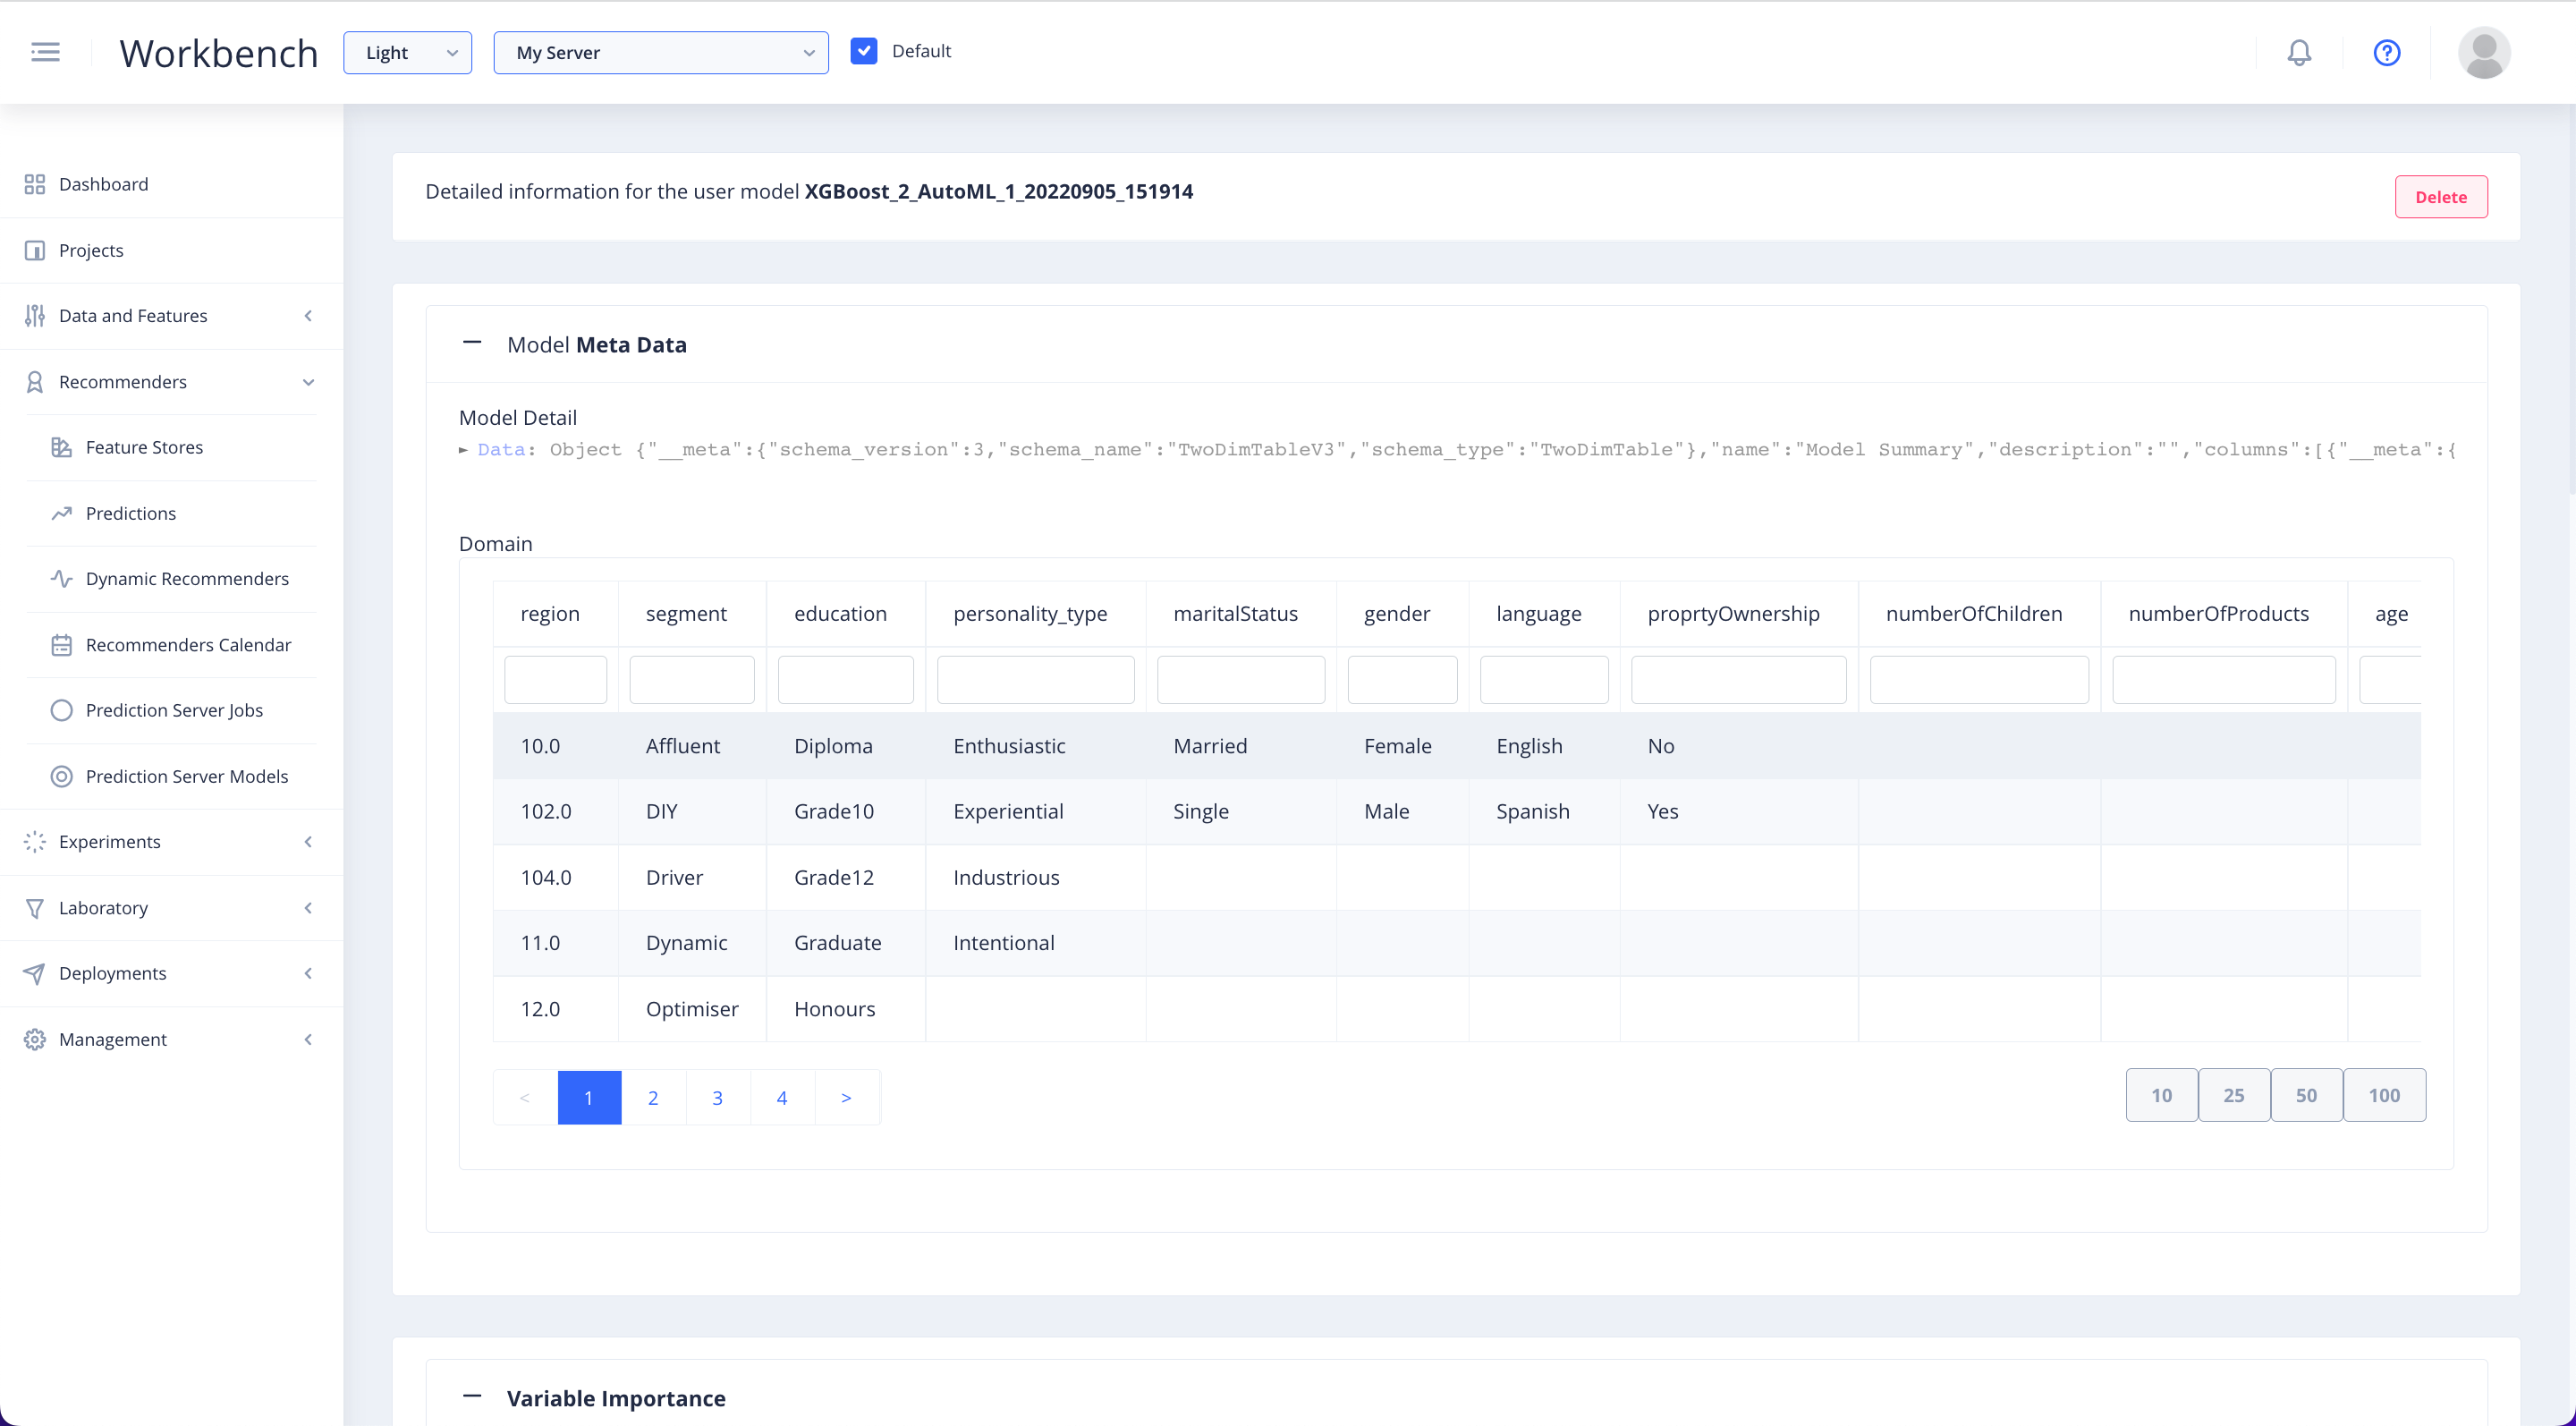 Workbench Light My Server Default
Dashboard
Projects
Data and Features
Recommenders
Feature Stores
Predictions
Dynamic Recommenders
Recommenders Calendar
Prediction Server Jobs
Prediction Server Models
Experiments
Laboratory
Deployments
Management
Detailed information for the user model XGBoost_2_AutoML_1_20220905_151914 Delete
Model Meta Data
Model Detail
► Data: Object {"__meta":{"schema_version":3,"schema_name":"TwoDimTableV3","schema_type":"TwoDimTable"},"name":"Model Summary","description":"","columns":[{"__meta":{
Domain
region segment education personality_type maritalStatus gender language proprtyOwnership numberOfChildren numberOfProducts age
10.0 Affluent Diploma Enthusiastic Married Female English No
102.0 DIY Grade10 Experiential Single Male Spanish Yes
104.0 Driver Grade12 Industrious
11.0 Dynamic Graduate Intentional
12.0 Optimiser Honours
< 1 2 3 4 > 10 25 50 100
Variable Importance